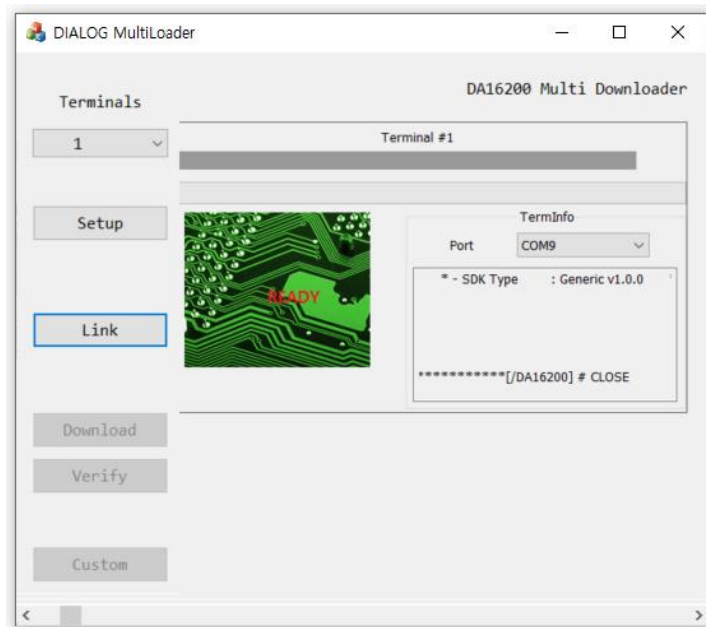 DIALOG MultiLoader
DA16200 Multi Downloader
Terminals
1
Terminal #1
Setup
READY
TermInfo
Port COM9
* - SDK Type : Generic v1.0.0
Link
***********[/DA16200] # CLOSE
Download
Verify
Custom